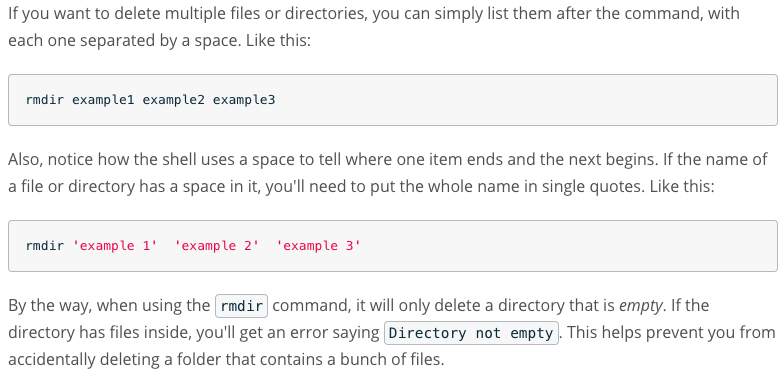 If you want to delete multiple files or directories, you can simply list them after the command, with
each one separated by a space. Like this:
rmdir example1 example2 example3
Also, notice how the shell uses a space to tell where one item ends and the next begins. If the name of
a file or directory has a space in it, you'll need to put the whole name in single quotes. Like this:
rmdir 'example 1'  'example 2'  'example 3'
By the way, when using the rmdir command, it will only delete a directory that is empty. If the
directory has files inside, you'll get an error saying Directory not empty. This helps prevent you from
accidentally deleting a folder that contains a bunch of files.